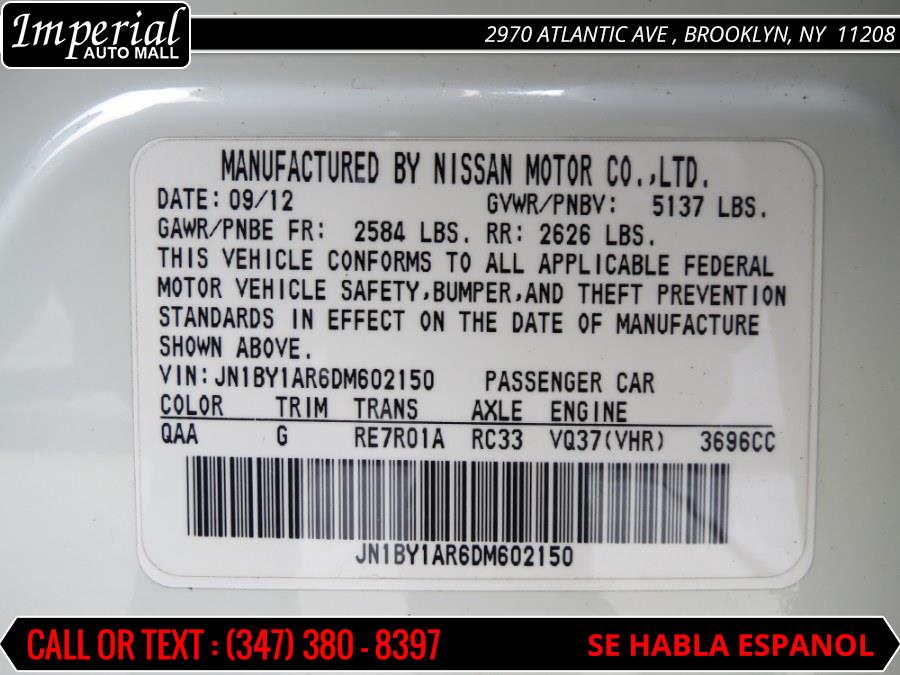 Imperial
AUTO MALL
2970 ATLANTIC AVE , BROOKLYN, NY 11208
MANUFACTURED BY NISSAN MOTOR CO.,LTD.
DATE: 09/12 GVWR/PNBV: 5137 LBS.
GAWR/PNBE FR: 2584 LBS. RR: 2626 LBS.
THIS VEHICLE CONFORMS TO ALL APPLICABLE FEDERAL
MOTOR VEHICLE SAFETY,BUMPER,AND THEFT PREVENTION
STANDARDS IN EFFECT ON THE DATE OF MANUFACTURE
SHOWN ABOVE.
VIN: JN1BY1AR6DM602150 PASSENGER CAR
COLOR TRIM TRANS AXLE ENGINE
QAA G RE7R01A RC33 VQ37(VHR) 3696CC
JN1BY1AR6DM602150
CALL OR TEXT : (347) 380 - 8397
SE HABLA ESPANOL